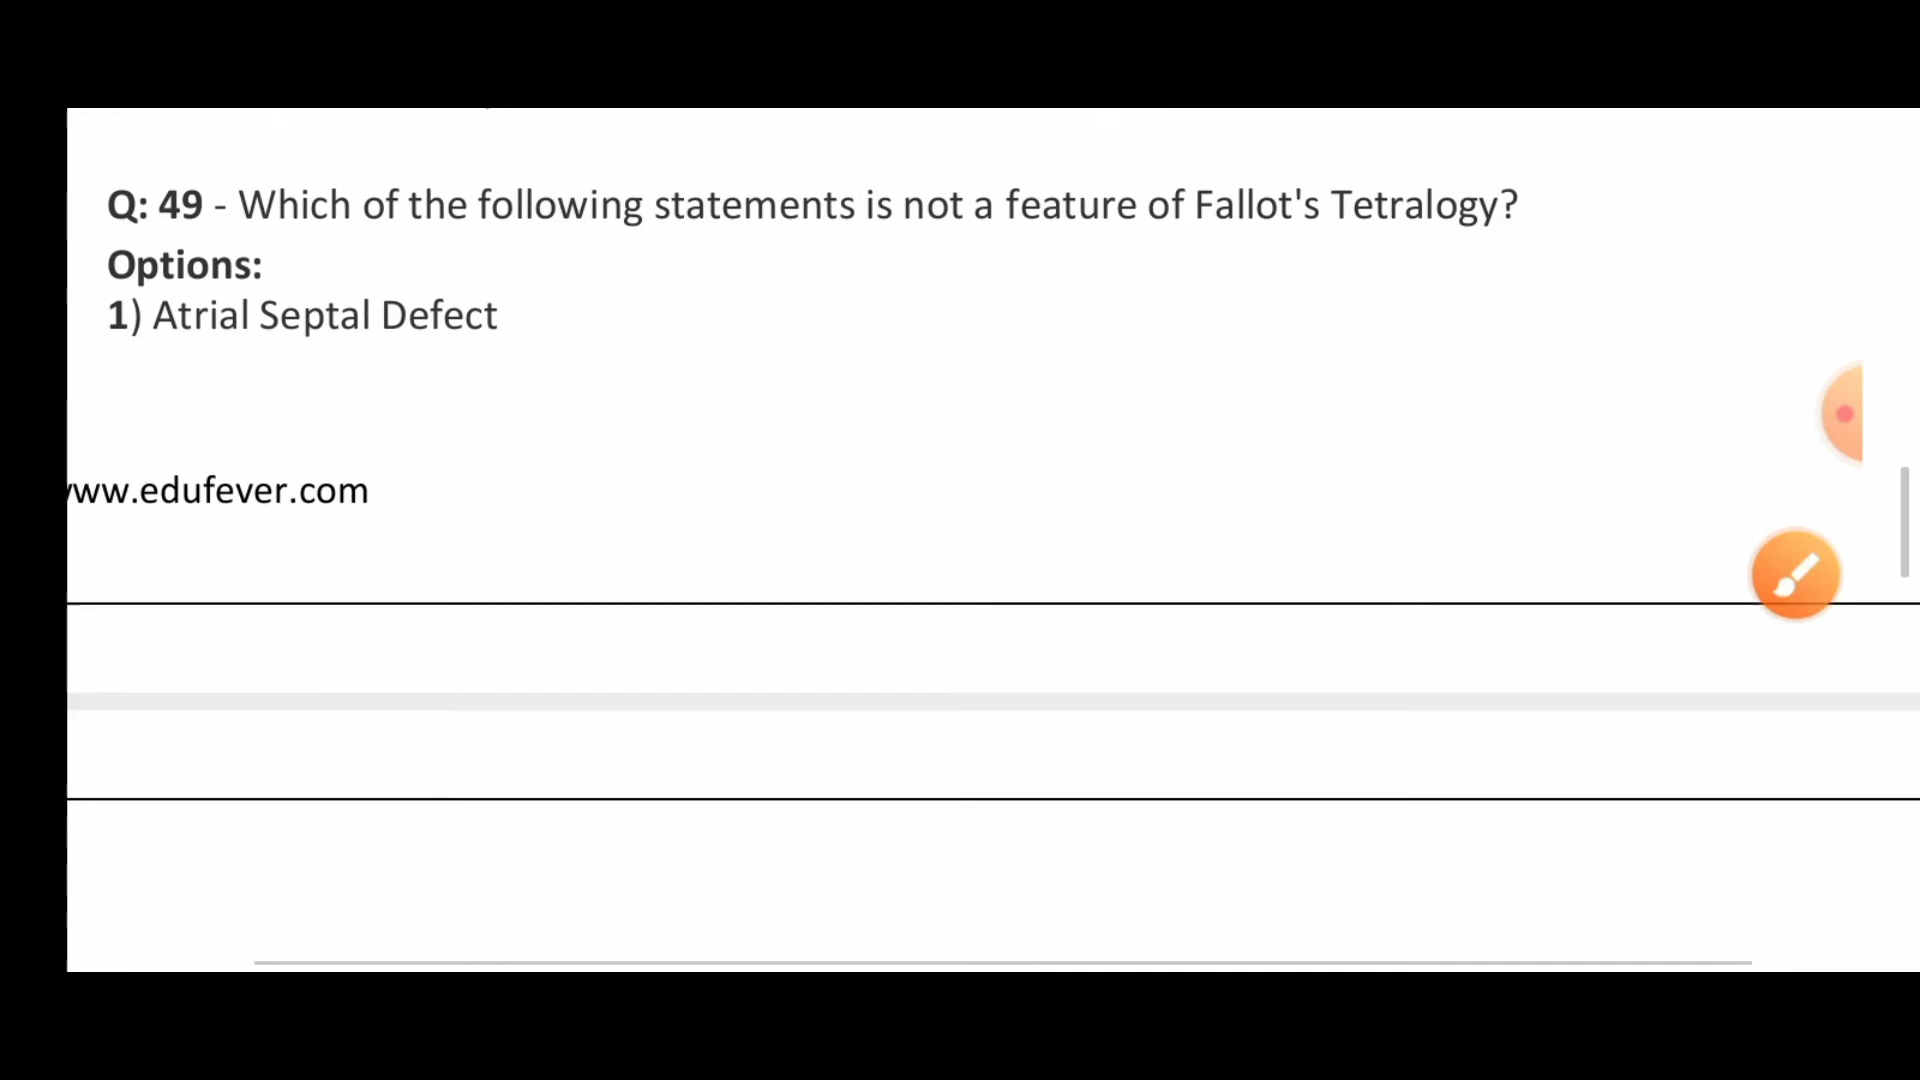 Q: 49 - Which of the following statements is not a feature of Fallot's Tetralogy?
Options:
1) Atrial Septal Defect
www.edufever.com